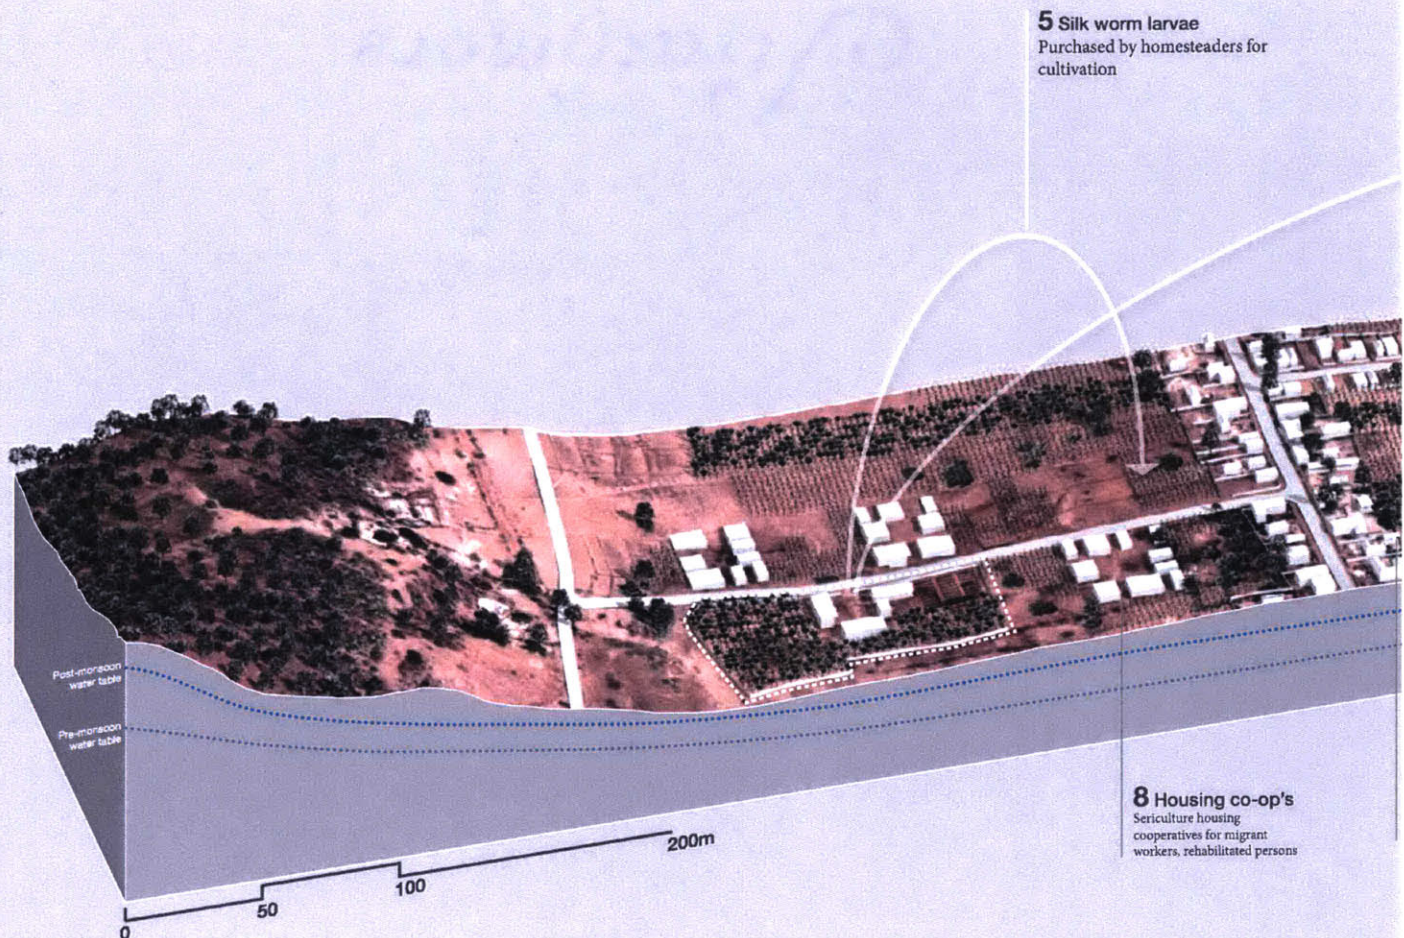 5 Silk worm larvae
Purchased by homesteaders for
cultivation
Post-monsoon
water table
Pre-monsoon
water table
8 Housing co-op's
Sericulture housing
cooperatives for migrant
workers, rehabilitated persons
200m
100
50
0